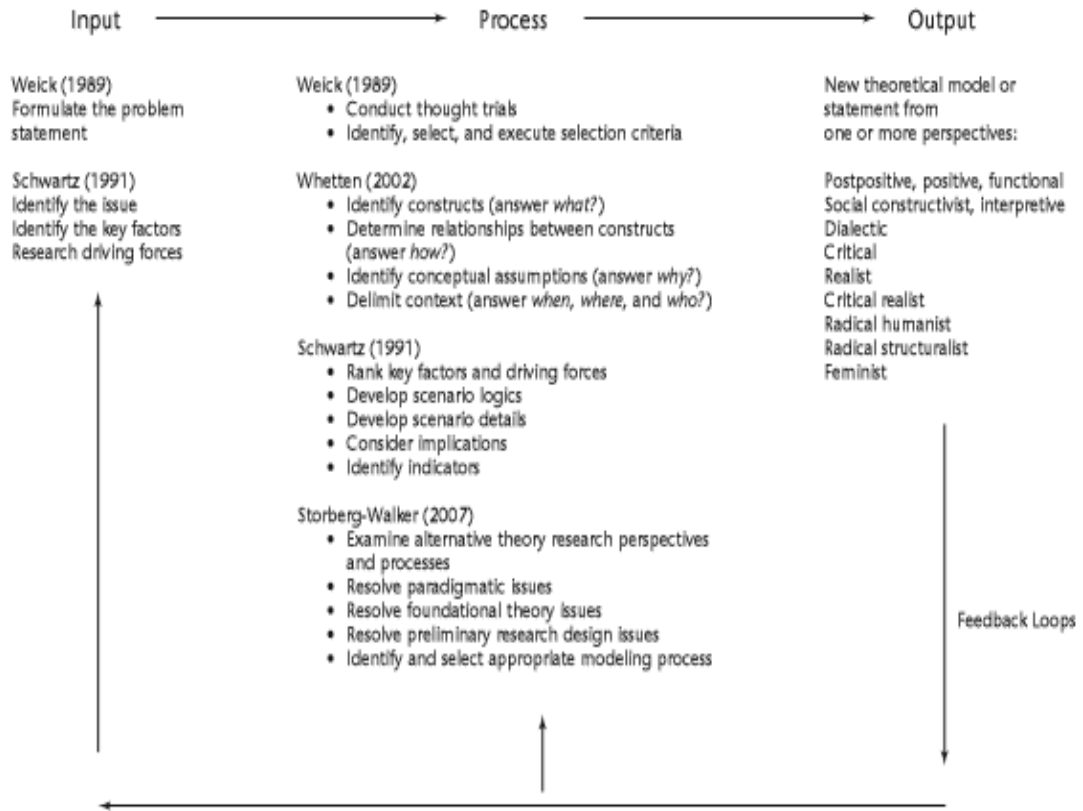 Input
Process
Output
Weick (1989)
Formulate the problem
statement
Schwartz (1991)
Identify the issue
Identify the key factors
Research driving forces
Weick (1989)
• Conduct thought trials
• Identify, select, and execute selection criteria
Whetten (2002)
• Identify constructs (answer what?)
• Determine relationships between constructs
(answer how?)
• Identify conceptual assumptions (answer why?)
• Delimit context (answer when, where, and who?)
Schwartz (1991)
• Rank key factors and driving forces
• Develop scenario logics
• Develop scenario details
• Consider implications
• Identify indicators
Storberg-Walker (2007)
• Examine alternative theory research perspectives
and processes
• Resolve paradigmatic issues
• Resolve foundational theory issues
• Resolve preliminary research design issues
• Identify and select appropriate modeling process
New theoretical model or
statement from
one or more perspectives:
Postpositive, positive, functional
Social constructivist, interpretive
Dialectic
Critical
Realist
Critical realist
Radical humanist
Radical structuralist
Feminist
Feedback Loops